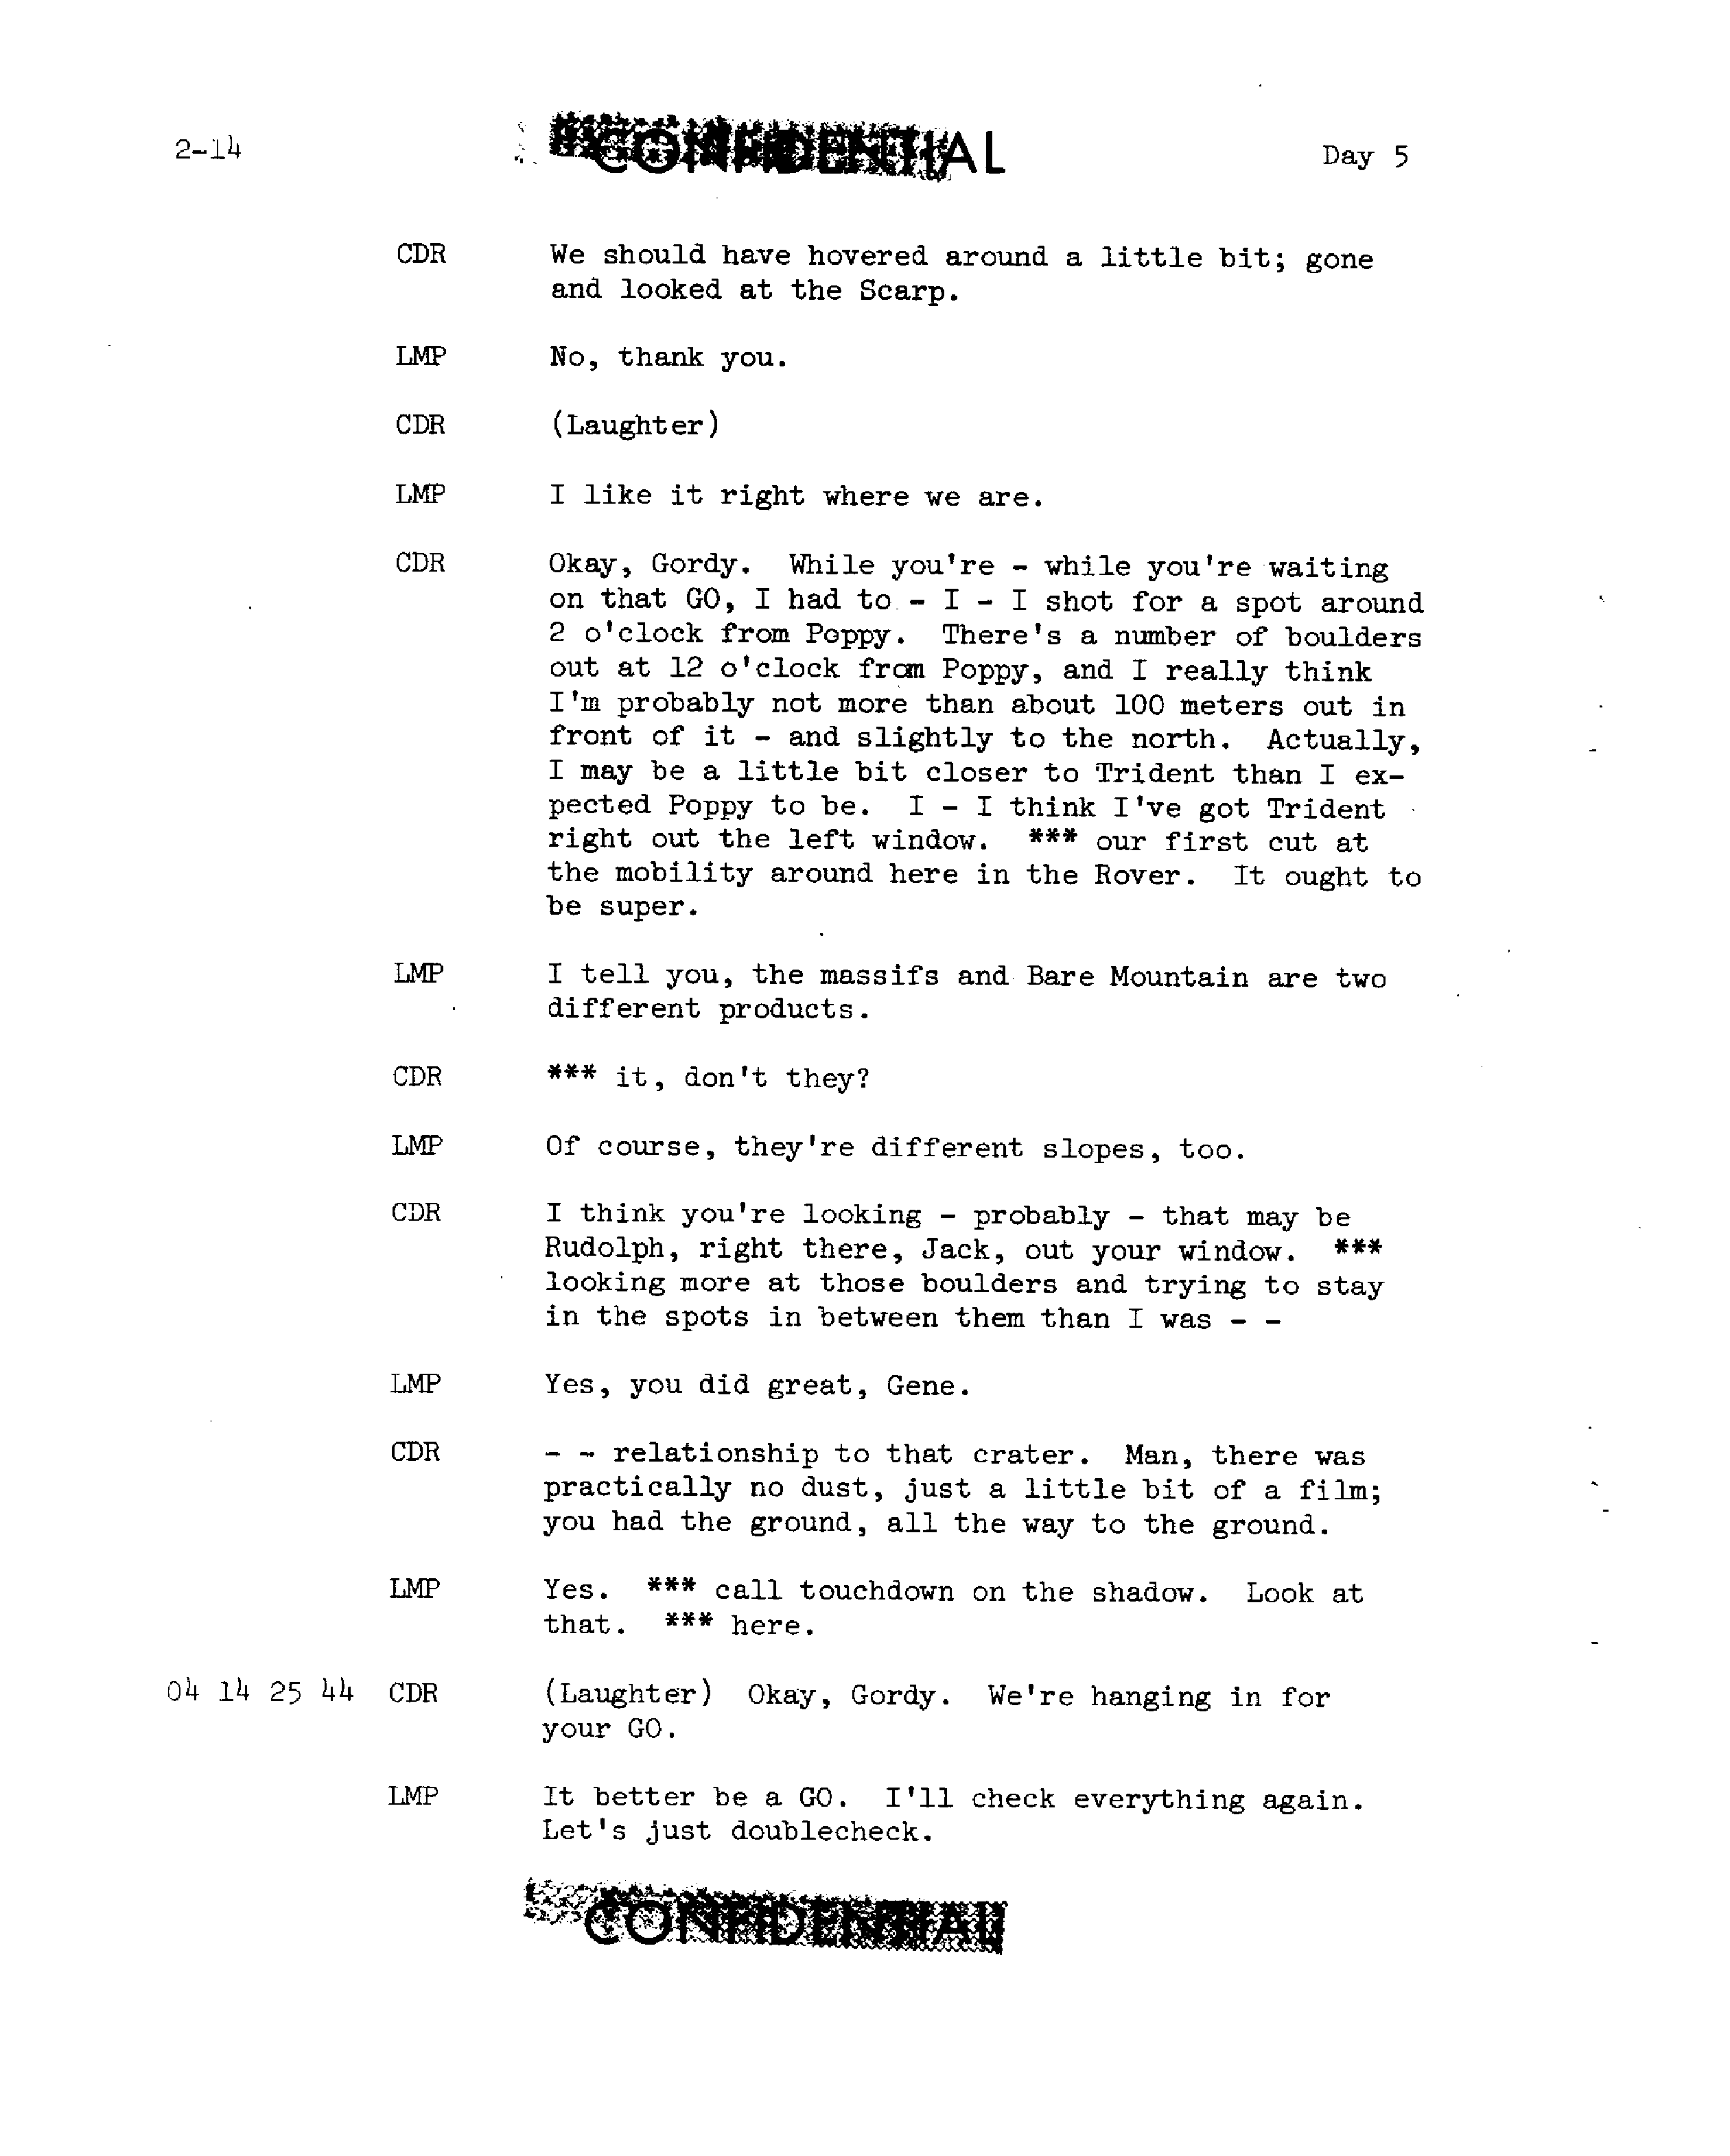 2-14
CONFIDENTIAL
Day 5
CDR We should have hovered around a little bit; gone
and looked at the Scarp.
LMP No, thank you.
CDR (Laughter)
LMP I like it right where we are.
CDR Okay, Gordy. While you're - while you're waiting
on that GO, I had to - I - I shot for a spot around
2 o'clock from Poppy. There's a number of boulders
out at 12 o'clock from Poppy, and I really think
I'm probably not more than about 100 meters out in
front of it - and slightly to the north. Actually,
I may be a little bit closer to Trident than I ex-
pected Poppy to be. I - I think I've got Trident
right out the left window. *** our first cut at
the mobility around here in the Rover. It ought to
be super.
LMP I tell you, the massifs and Bare Mountain are two
different products.
CDR *** it, don't they?
LMP Of course, they're different slopes, too.
CDR I think you're looking - probably - that may be
Rudolph, right there, Jack, out your window. ***
looking more at those boulders and trying to stay
in the spots in between them than I was - -
LMP Yes, you did great, Gene.
CDR - - relationship to that crater. Man, there was
practically no dust, just a little bit of a film;
you had the ground, all the way to the ground.
LMP Yes. *** call touchdown on the shadow. Look at
that. *** here.
04 14 25 44 CDR (Laughter) Okay, Gordy. We're hanging in for
your GO.
LMP It better be a GO. I'll check everything again.
Let's just doublecheck.
CONFIDENTIAL